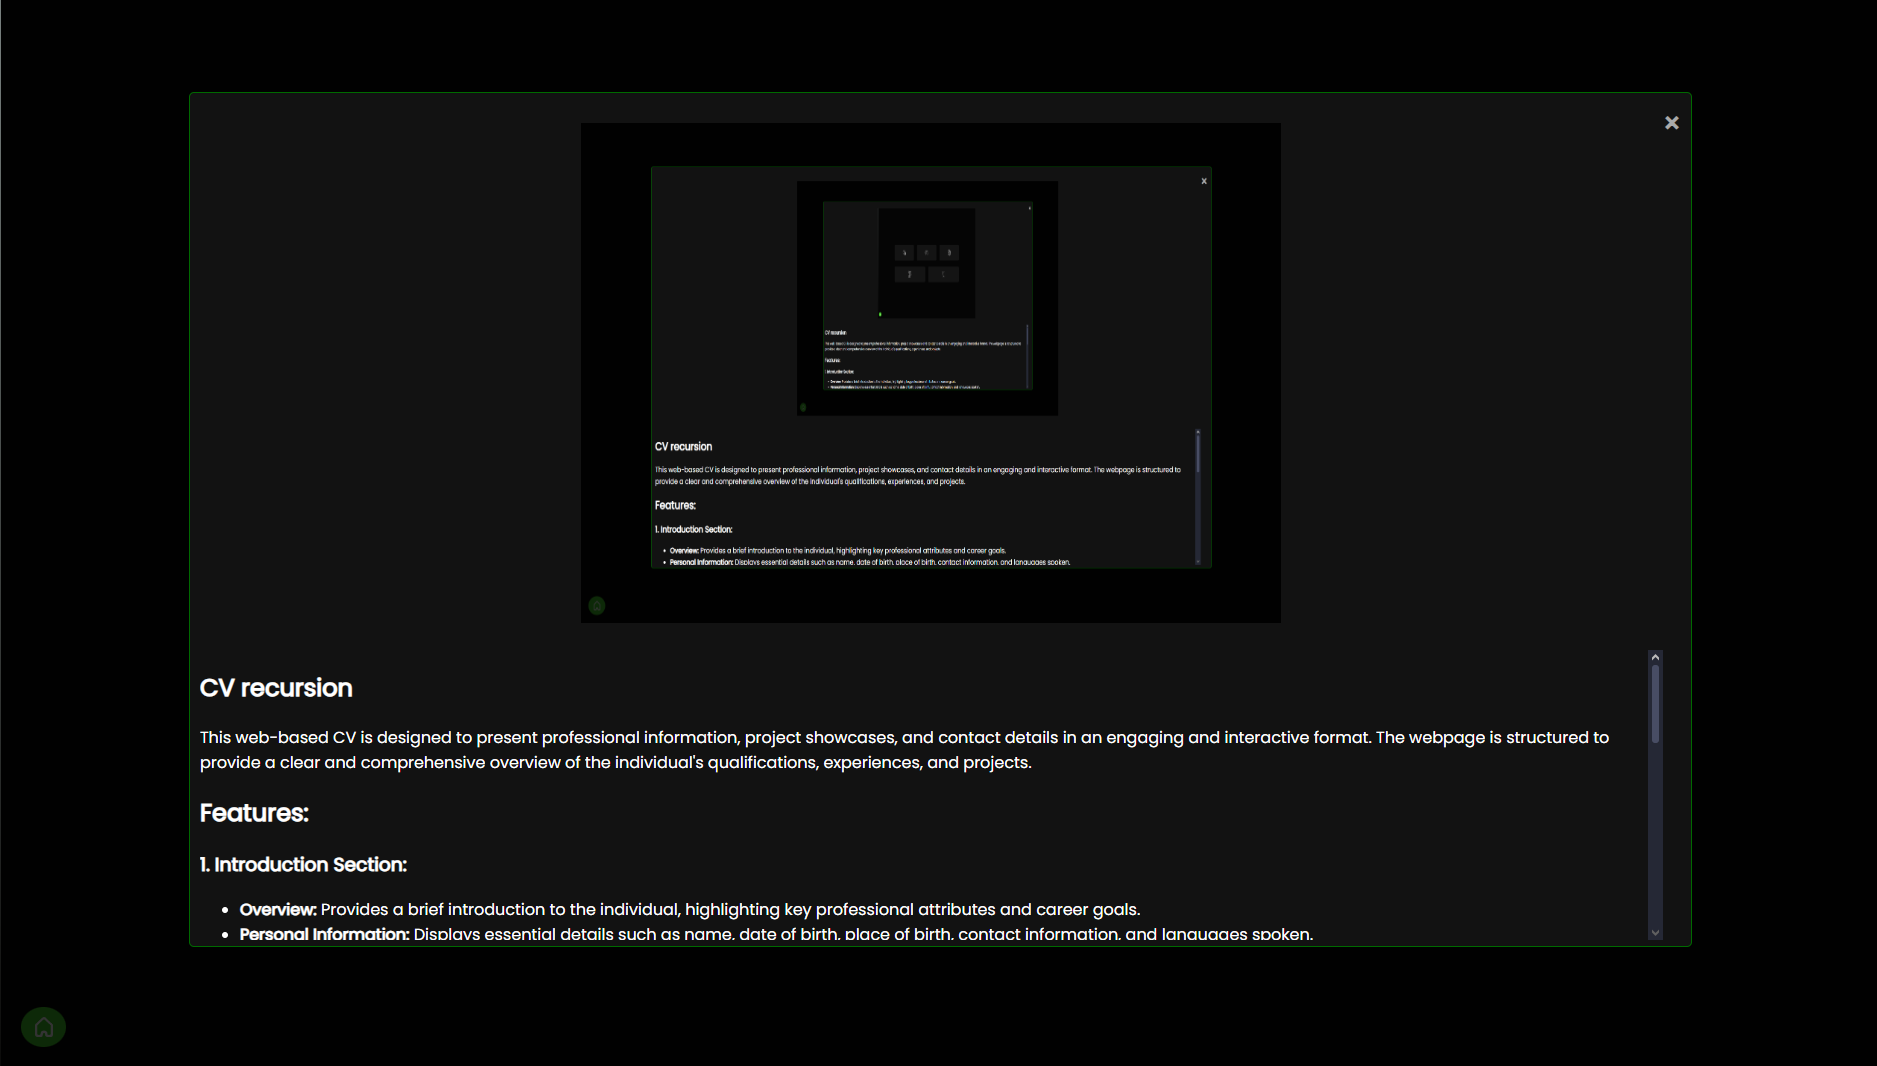 CV recursion
This web-based CV is designed to present professional information, project showcases, and contact details in an engaging and interactive format. The webpage is structured to
provide a clear and comprehensive overview of the individual's qualifications, experiences, and projects.
Features:
1. Introduction Section:
Overview: Provides a brief introduction to the individual, highlighting key professional attributes and career goals.
Personal Information: Displays essential details such as name, date of birth, place of birth, contact information, and languages spoken.
CV recursion
This web-based CV is designed to present professional information, project showcases, and contact details in an engaging and interactive format. The webpage is structured to
provide a clear and comprehensive overview of the individual's qualifications, experiences, and projects.
Features:
1. Introduction Section:
• Overview: Provides a brief introduction to the individual, highlighting key professional attributes and career goals.
• Personal Information: Displays essential details such as name, date of birth, place of birth, contact information, and languages spoken.